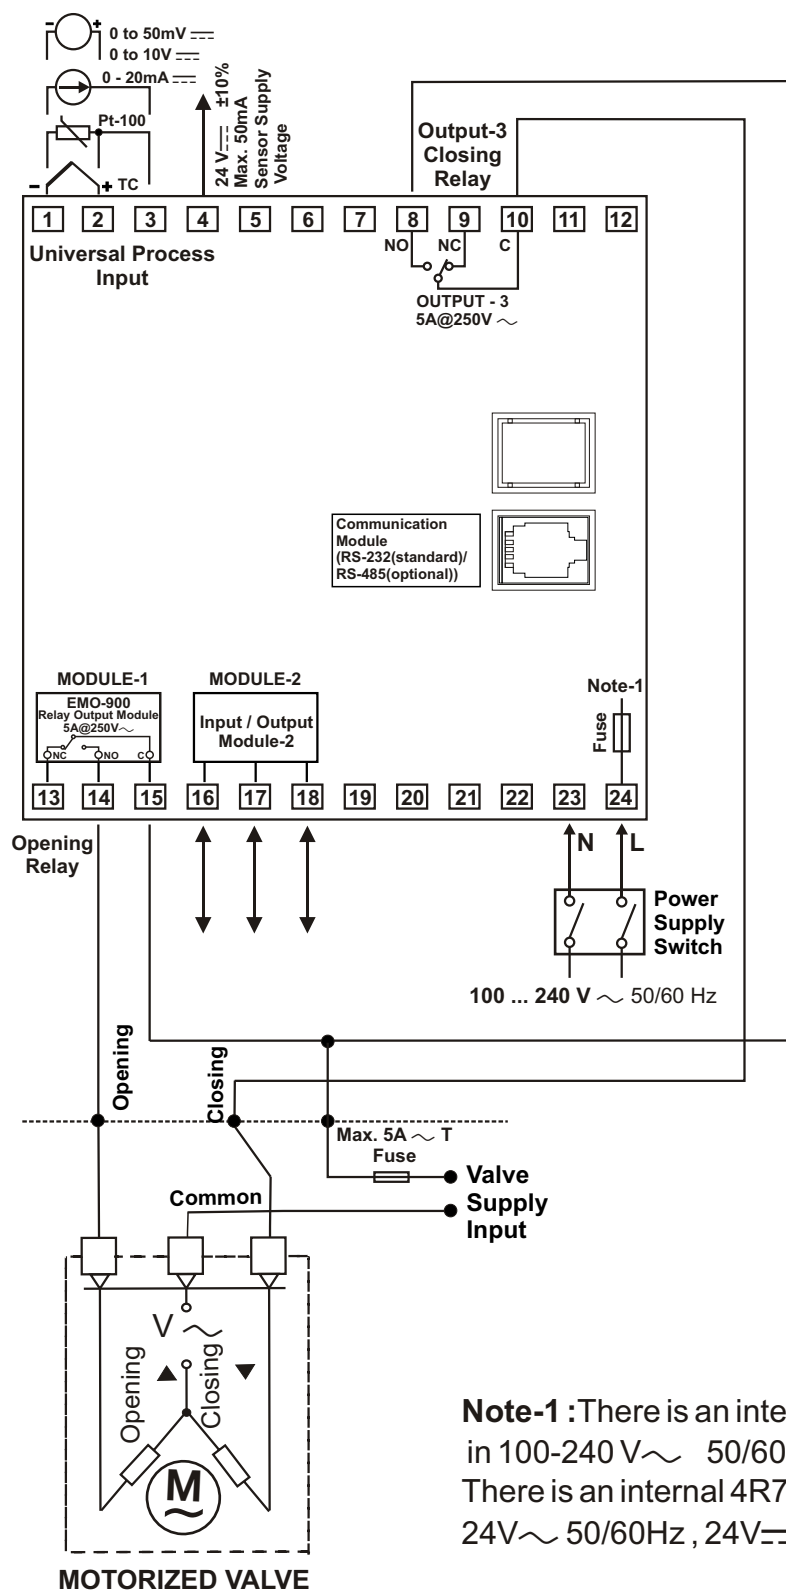 0 to 50mV
0 to 10V
0 - 20mA
Pt-100
- + TC
24 V ±10%
Max. 50mA
Sensor Supply
Voltage
Output-3
Closing
Relay
1 2 3 4 5 6 7 8 9 10 11 12
Universal Process
Input
NO NC C
OUTPUT - 3
5A@250V ~
Communication
Module
(RS-232(standard)/
RS-485(optional))
MODULE-1
EMO-900
Relay Output Module
5A@250V~
NC NO C
MODULE-2
Input / Output
Module-2
Note-1
Fuse
13 14 15 16 17 18 19 20 21 22 23 24
Opening
Relay
N L
Power
Supply
Switch
100 ... 240 V ~ 50/60 Hz
Opening
Closing
Max. 5A ~ T
Fuse
Common
Valve
Supply
Input
V ~
Opening
Closing
M
~
MOTORIZED VALVE
Note-1 : There is an inte
in 100-240 V ~ 50/60
There is an internal 4R7
24V ~ 50/60Hz , 24V